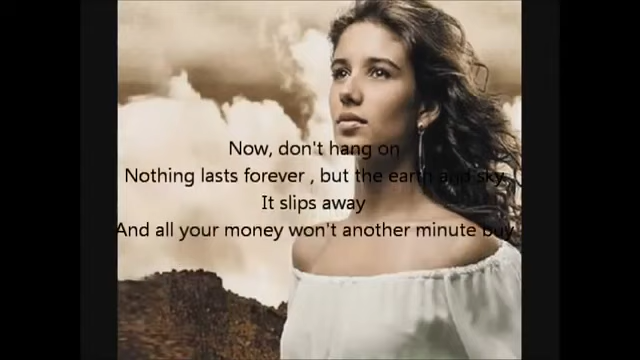 Now, don't hang on
Nothing lasts forever , but the earth and sky
It slips away
And all your money won't another minute buy